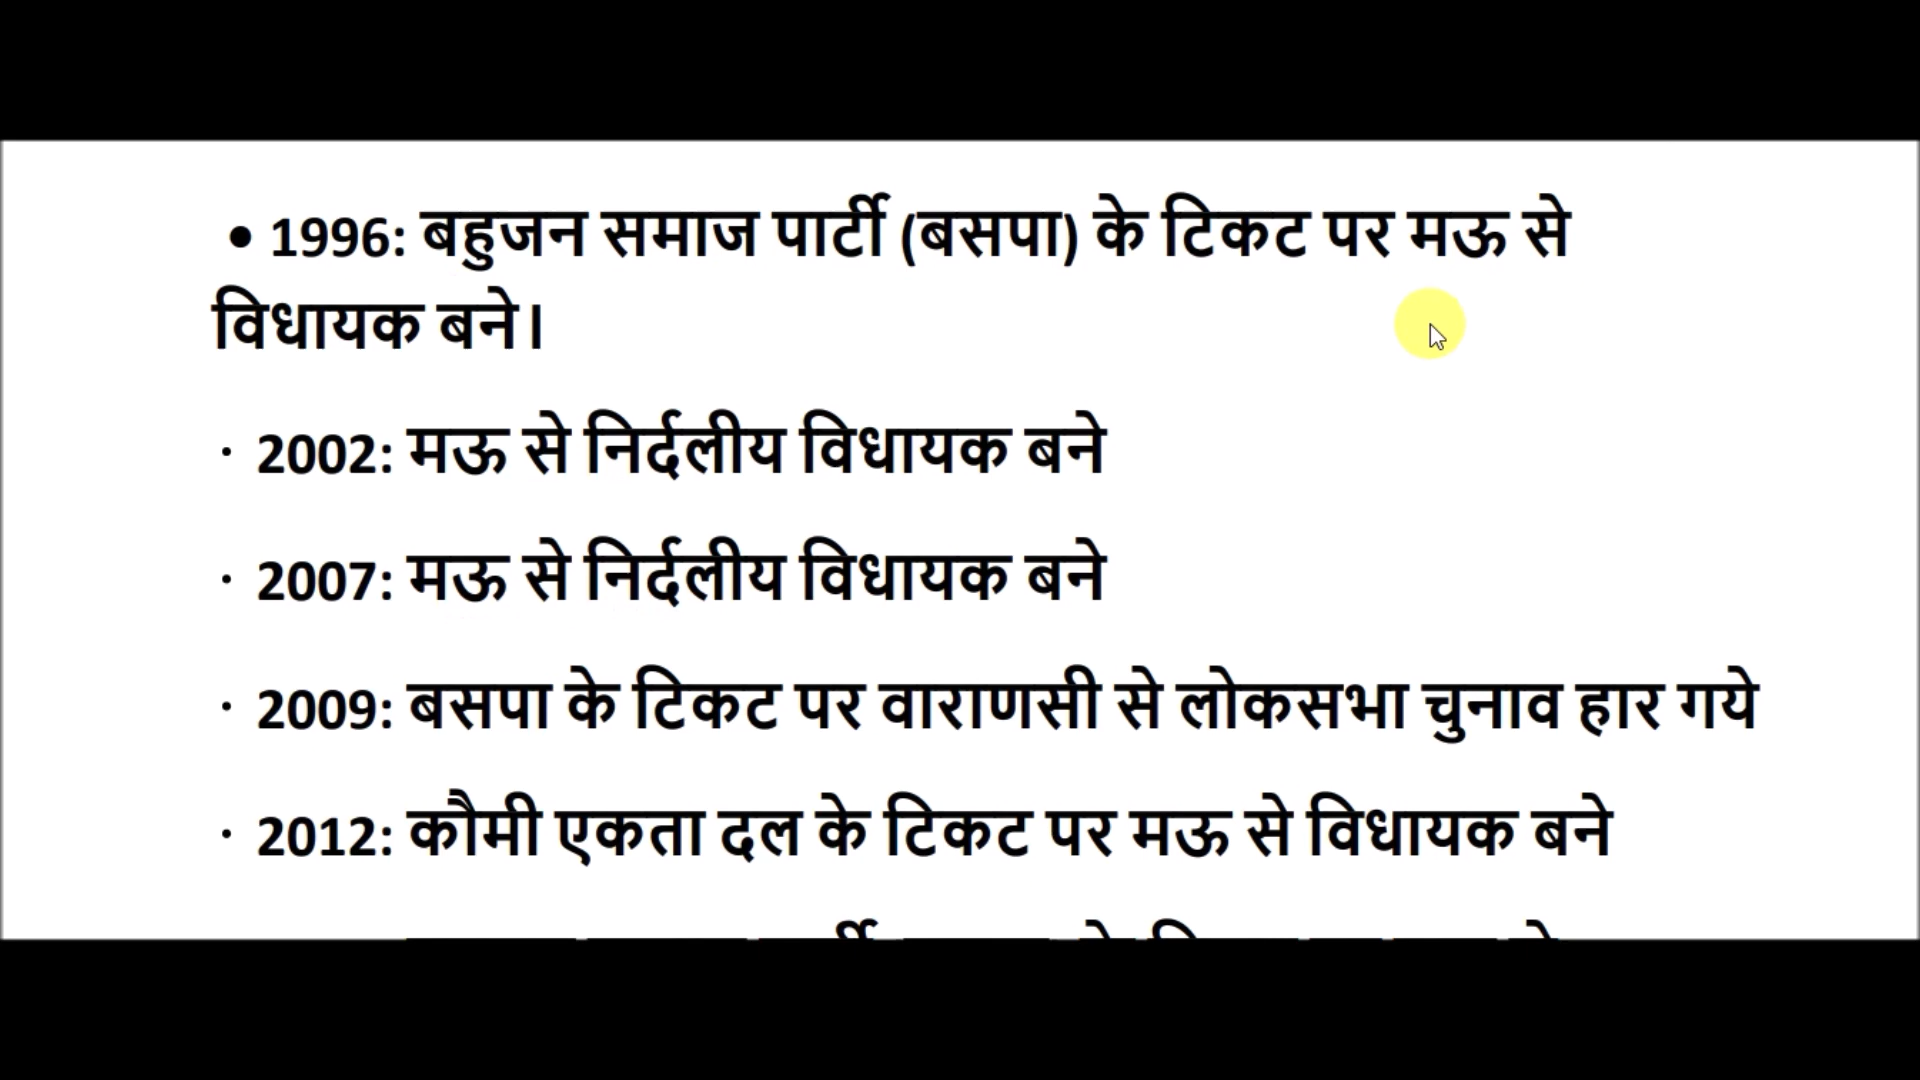 • 1996: बहुजन समाज पार्टी (बसपा) के टिकट पर मऊ से
विधायक बने।
· 2002: मऊ से निर्दलीय विधायक बने
· 2007: मऊ से निर्दलीय विधायक बने
· 2009: बसपा के टिकट पर वाराणसी से लोकसभा चुनाव हार गये
· 2012: कौमी एकता दल के टिकट पर मऊ से विधायक बने